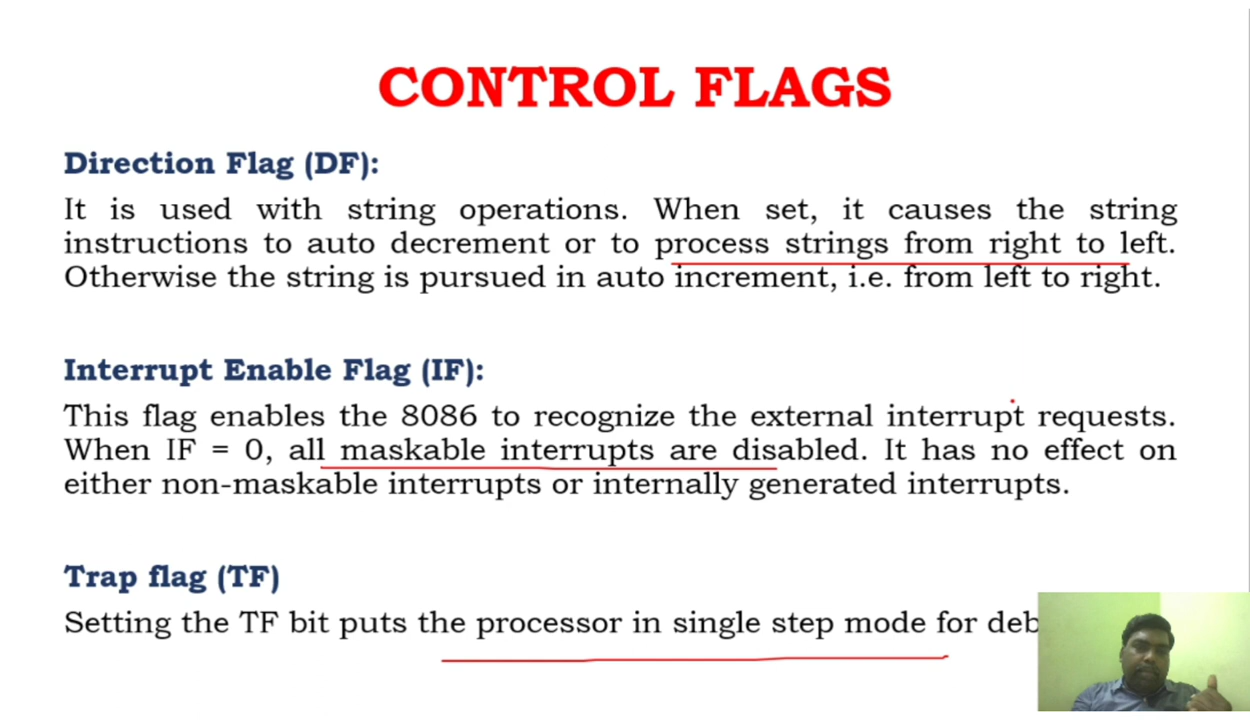 CONTROL FLAGS
Direction Flag (DF):
It is used with string operations. When set, it causes the string
instructions to auto decrement or to process strings from right to left.
Otherwise the string is pursued in auto increment, i.e. from left to right.
Interrupt Enable Flag (IF):
This flag enables the 8086 to recognize the external interrupt requests.
When IF = 0, all maskable interrupts are disabled. It has no effect on
either non-maskable interrupts or internally generated interrupts.
Trap flag (TF)
Setting the TF bit puts the processor in single step mode for deb